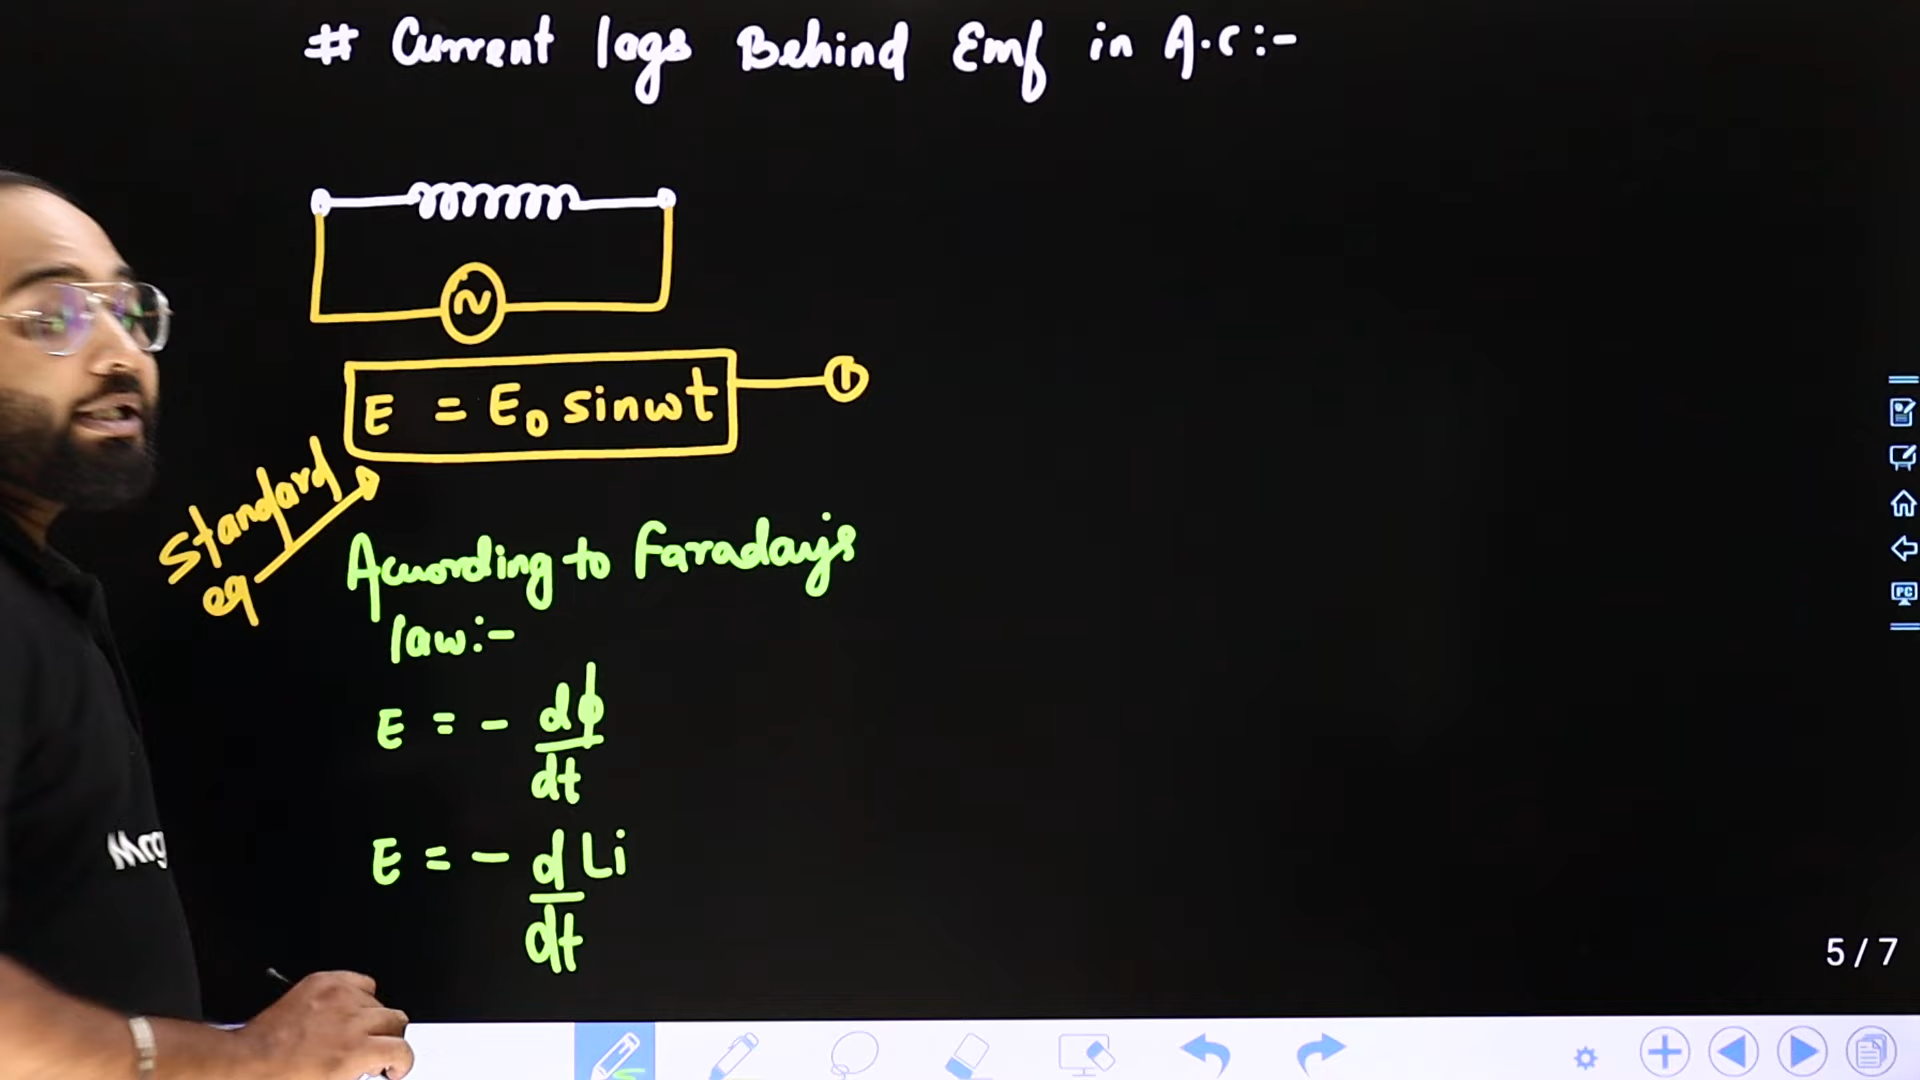 # Current lags Behind Emf in A.C:-
E = E₀ sinωt ①
Standard
eq
According to Faraday's
law:-
E = - dϕ/dt
E = - d/dt Li
5 / 7
PC